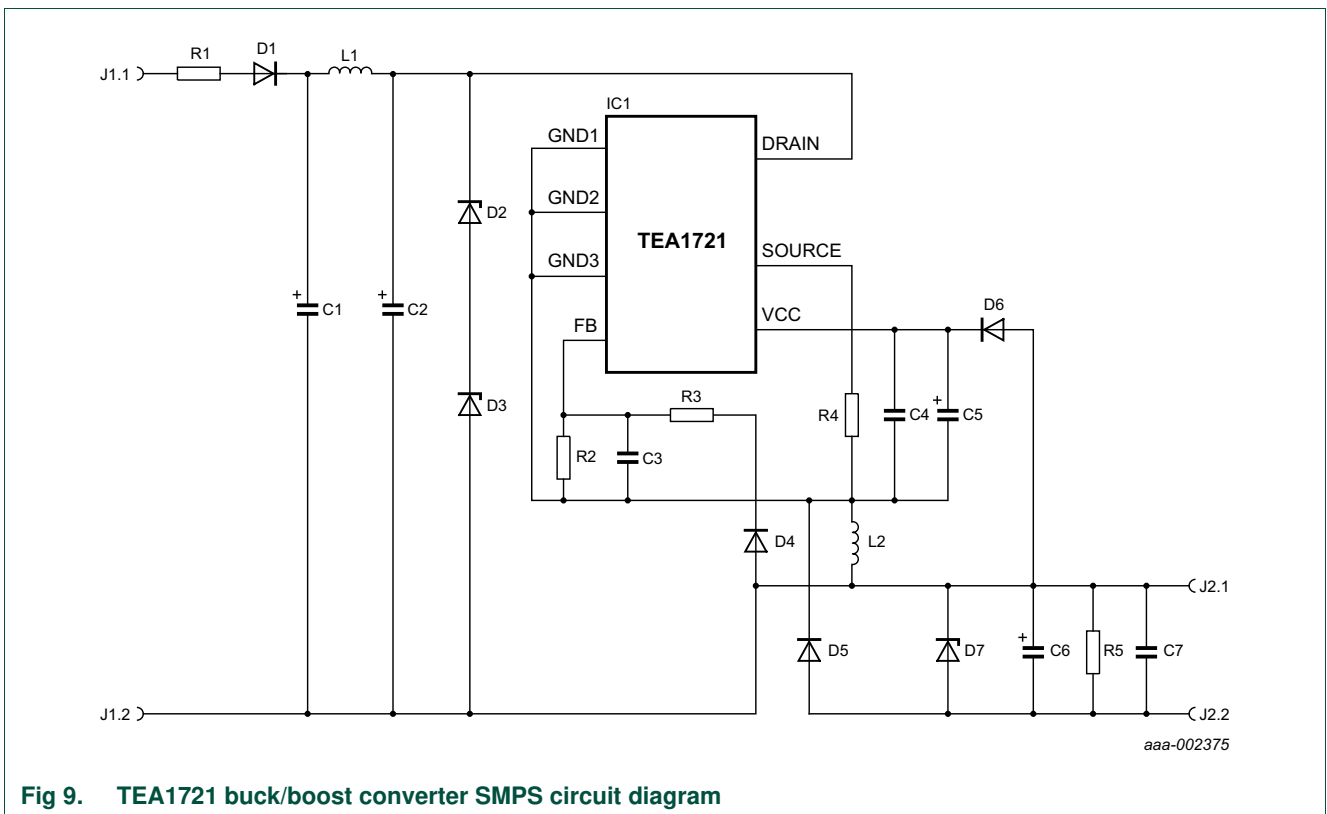 R1 D1 L1
J1.1
IC1
GND1
DRAIN
GND2 D2
TEA1721
SOURCE
GND3
C1 C2
VCC D6
FB
D3 R3
R4 C4 C5
R2 C3
D4 L2
J2.1
D5 D7 C6 R5 C7
J1.2 J2.2
aaa-002375
Fig 9. TEA1721 buck/boost converter SMPS circuit diagram